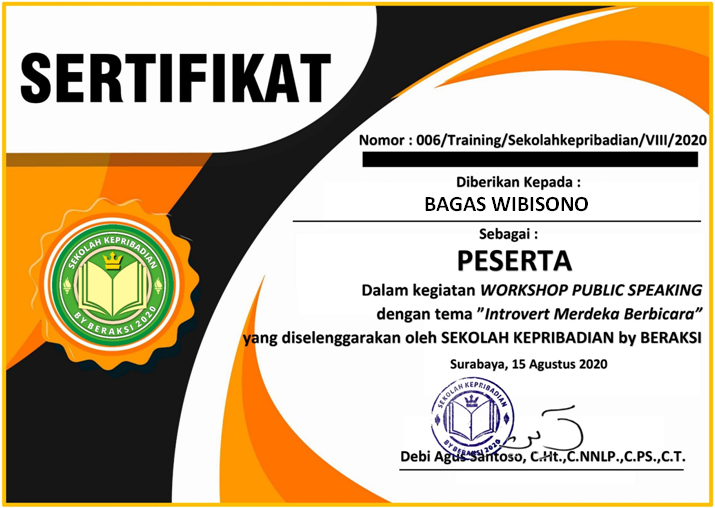 SERTIFIKAT
Nomor : 006/Training/Sekolahkepribadian/VIII/2020
Diberikan Kepada :
BAGAS WIBISONO
Sebagai :
PESERTA
Dalam kegiatan WORKSHOP PUBLIC SPEAKING
dengan tema ”Introvert Merdeka Berbicara”
yang diselenggarakan oleh SEKOLAH KEPRIBADIAN by BERAKSI
Surabaya, 15 Agustus 2020
SEKOLAH KEPRIBADIAN
BY BERAKSI 2020
SEKOLAH KEPRIBADIAN
BY BERAKSI 2020
Debi Agus Santoso, C.Ht.,C.NNLP.,C.PS.,C.T.